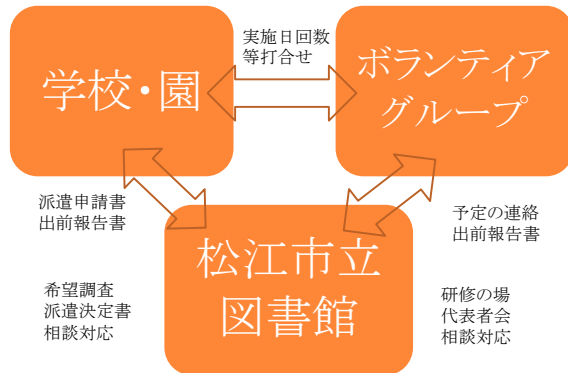 実施日回数
等打合せ
学校・園
ボランティア
グループ
派遣申請書
出前報告書
予定の連絡
出前報告書
松江市立
図書館
希望調査
派遣決定書
相談対応
研修の場
代表者会
相談対応